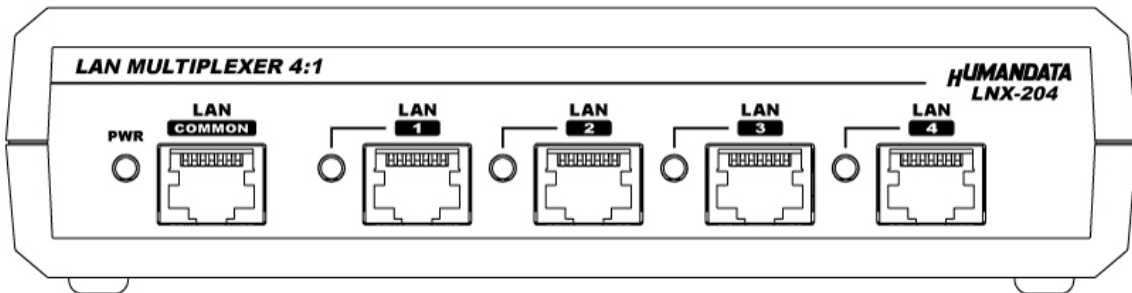 LAN MULTIPLEXER 4:1
HUMANDATA
LNX-204
PWR
LAN
COMMON
LAN
1
LAN
2
LAN
3
LAN
4